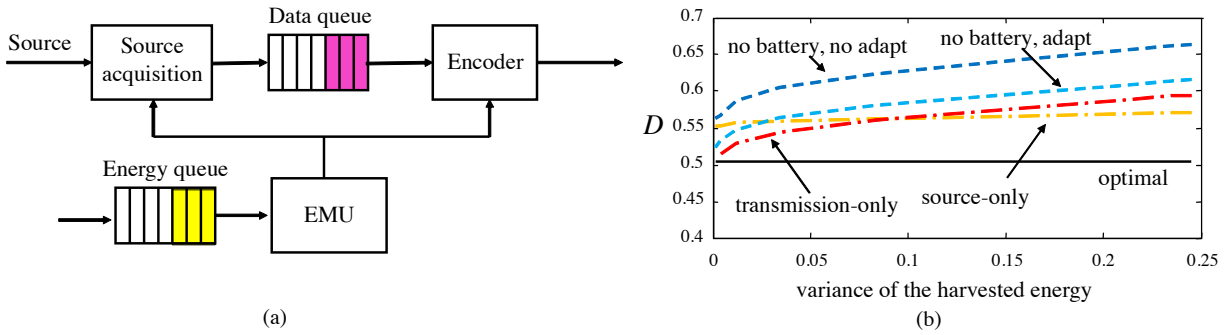 Data queue
Source
Source
acquisition
Encoder
Energy queue
EMU
(a)
0.7
0.65
0.6
0.55
0.5
0.45
0.4
D
no battery, no adapt
no battery, adapt
optimal
transmission-only
source-only
0
0.05
0.1
0.15
0.2
0.25
variance of the harvested energy
(b)